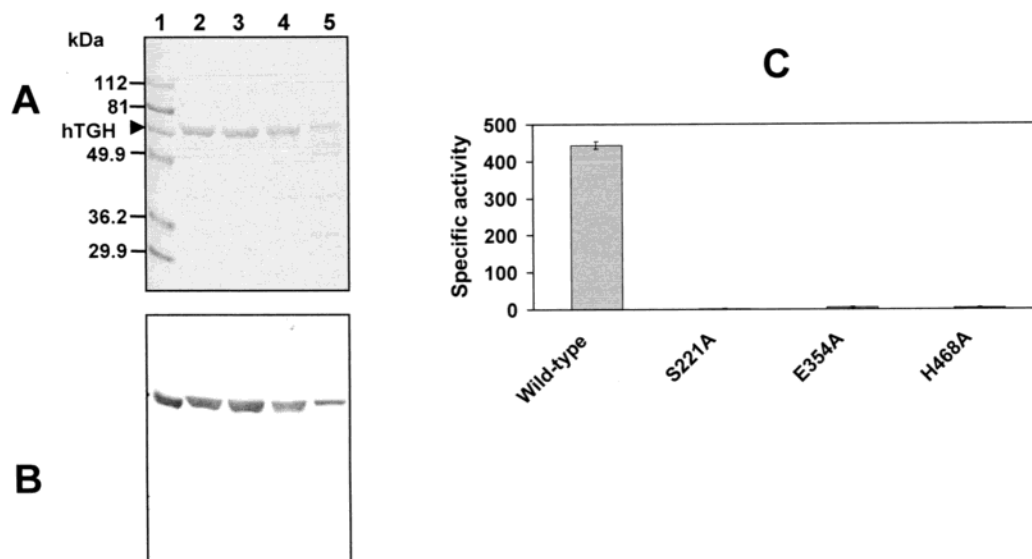 1 2 3 4 5
kDa
A
112
81
hTGH
49.9
36.2
29.9
B
C
500
400
300
200
100
0
Specific activity
Wild-type
S221A
E354A
H468A